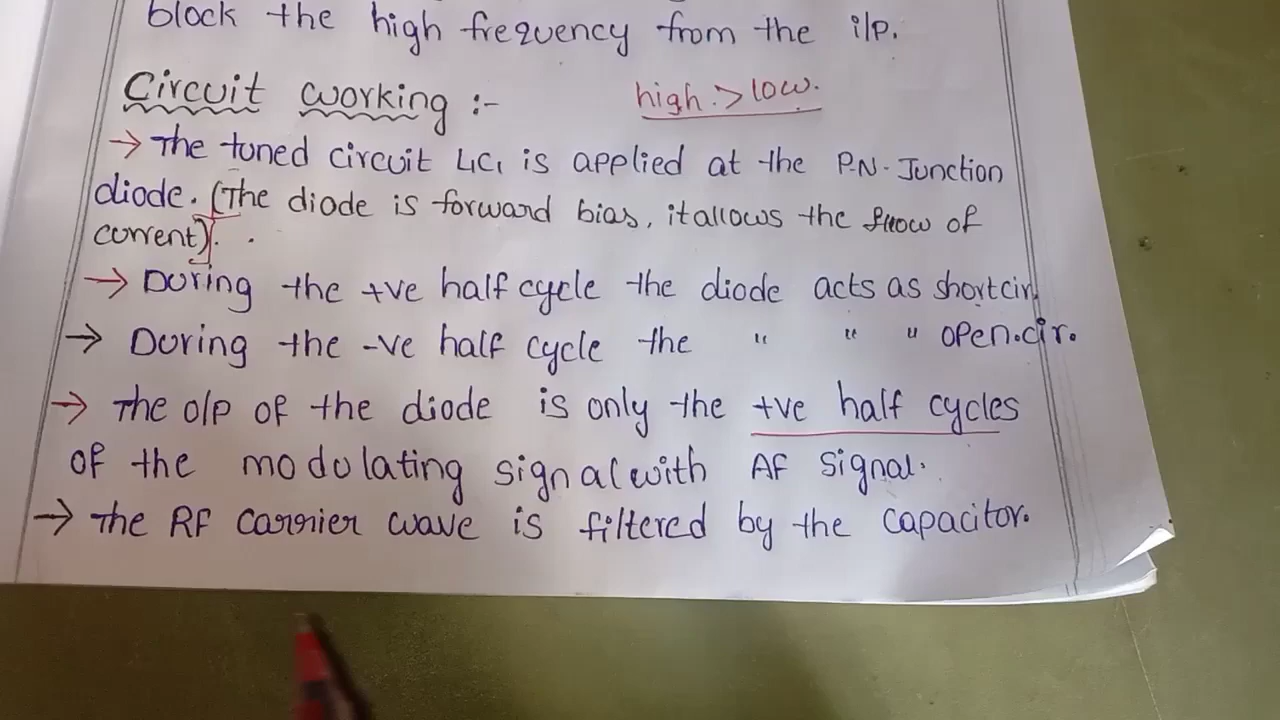 block the high frequency from the i/p.
Circuit working :-
high > low.
→ The tuned circuit L1C1 is applied at the P.N-Junction
diode. (The diode is forward bias, it allows the flow of
current).
→ During the +ve half cycle the diode acts as short cir.
→ During the -ve half cycle the " " " open.cir.
→ The o/p of the diode is only the +ve half cycles
of the modulating signal with AF signal.
→ The RF carrier wave is filtered by the capacitor.